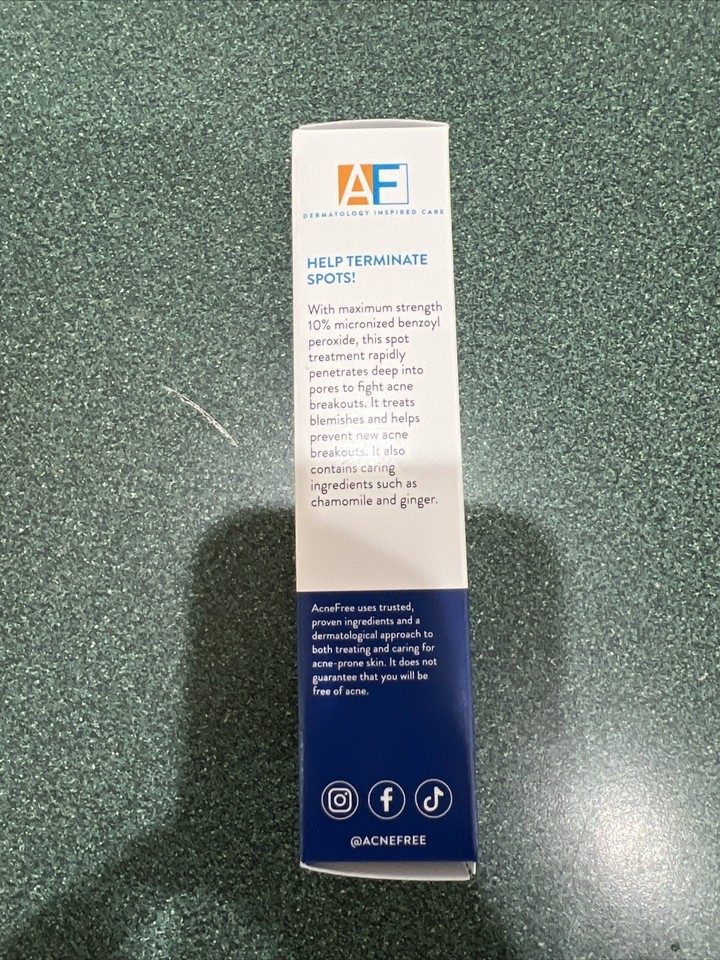 AF
DERMATOLOGY INSPIRED CARE
HELP TERMINATE
SPOTS!
With maximum strength
10% micronized benzoyl
peroxide, this spot
treatment rapidly
penetrates deep into
pores to fight acne
breakouts. It treats
blemishes and helps
prevent new acne
breakouts. It also
contains caring
ingredients such as
chamomile and ginger.
AcneFree uses trusted,
proven ingredients and a
dermatological approach to
both treating and caring for
acne-prone skin. It does not
guarantee that you will be
free of acne.
@ACNEFREE